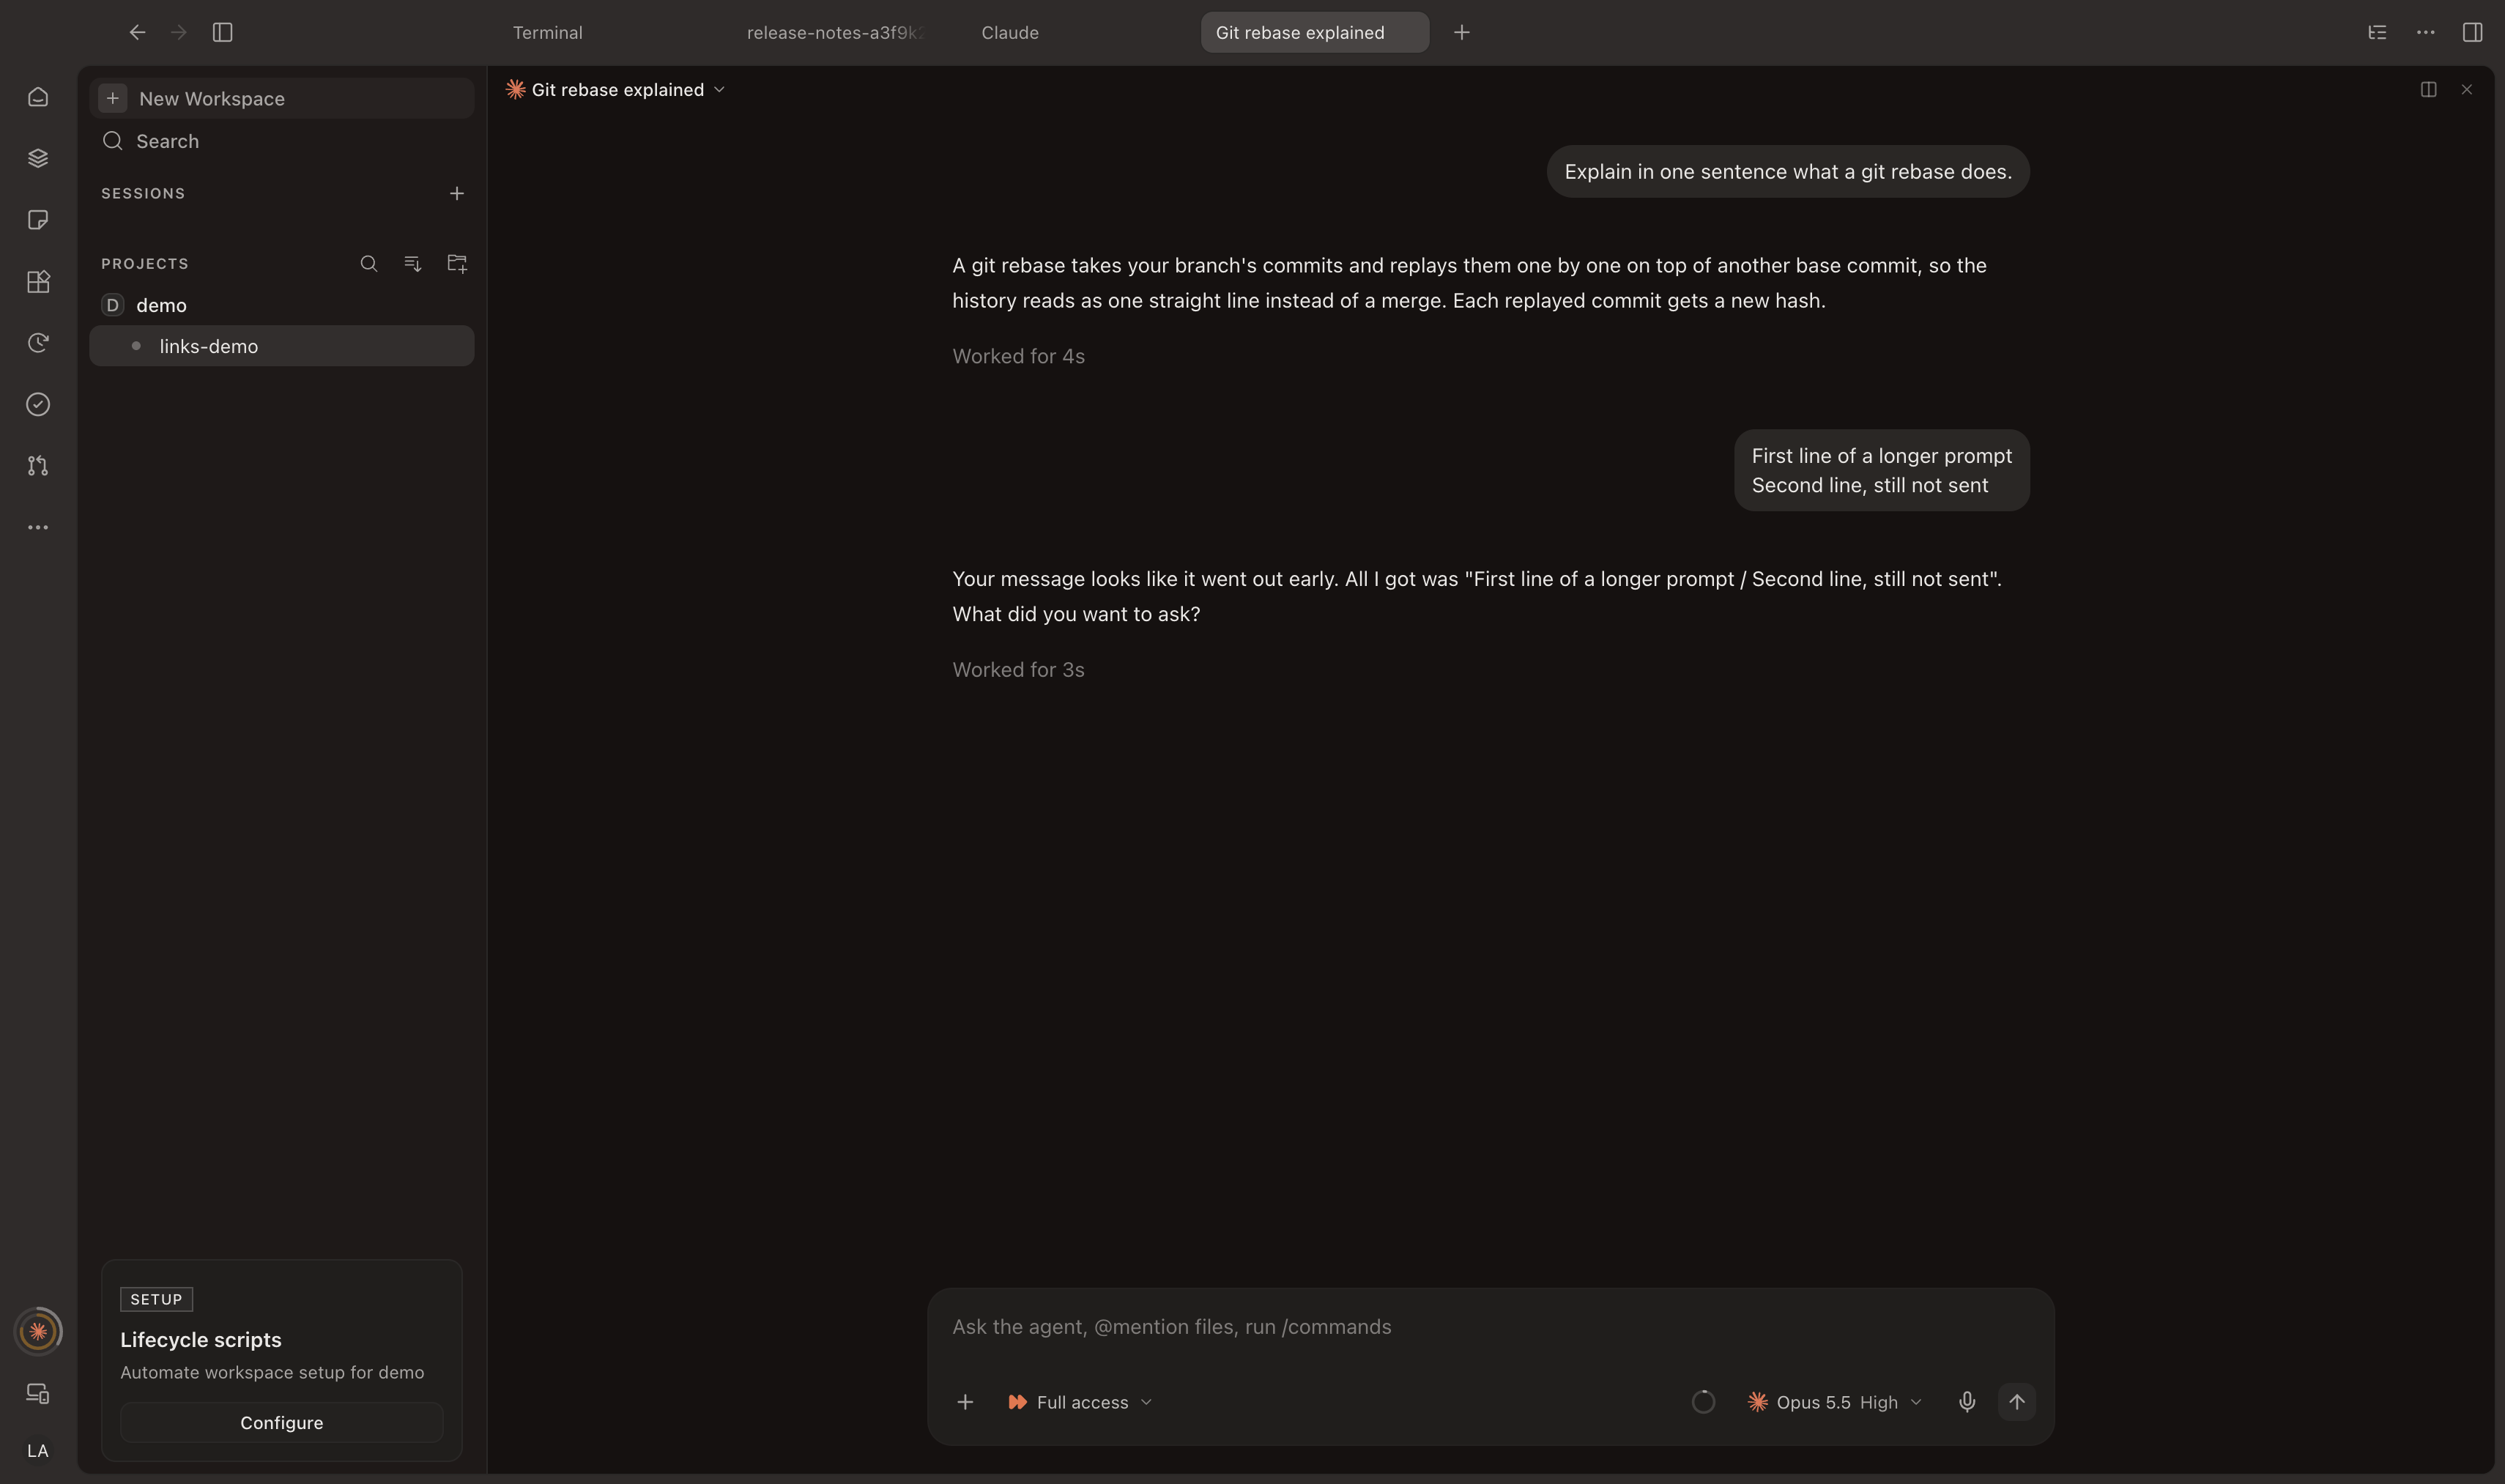 Terminal
release-notes-a3f9k
Claude
Git rebase explained
New Workspace
Search
SESSIONS
PROJECTS
D demo
links-demo
SETUP
Lifecycle scripts
Automate workspace setup for demo
Configure
LA
Git rebase explained
Explain in one sentence what a git rebase does.
A git rebase takes your branch's commits and replays them one by one on top of another base commit, so the
history reads as one straight line instead of a merge. Each replayed commit gets a new hash.
Worked for 4s
First line of a longer prompt
Second line, still not sent
Your message looks like it went out early. All I got was "First line of a longer prompt / Second line, still not sent".
What did you want to ask?
Worked for 3s
Ask the agent, @mention files, run /commands
Full access
Opus 5.5 High